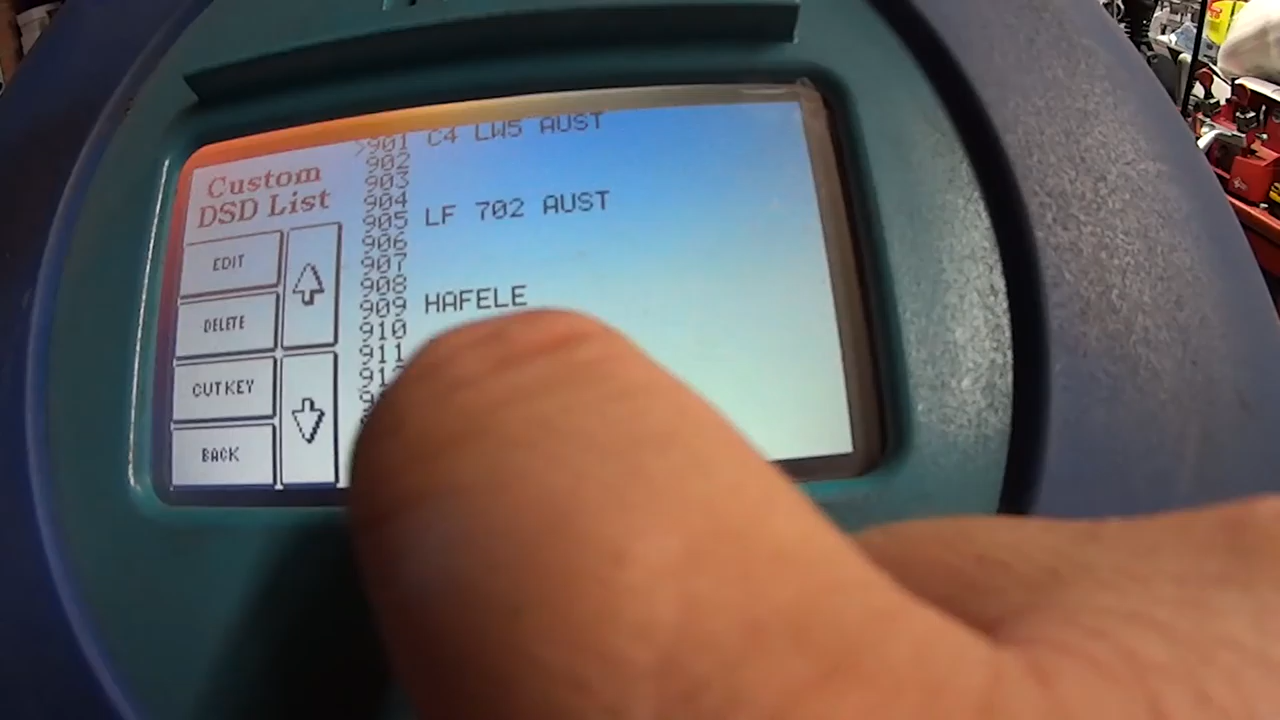 Custom
DSD List
EDIT
DELETE
CUT KEY
BACK
>901 C4 LW5 AUST
902
903
904
905 LF 702 AUST
906
907
908
909 HAFELE
910
911